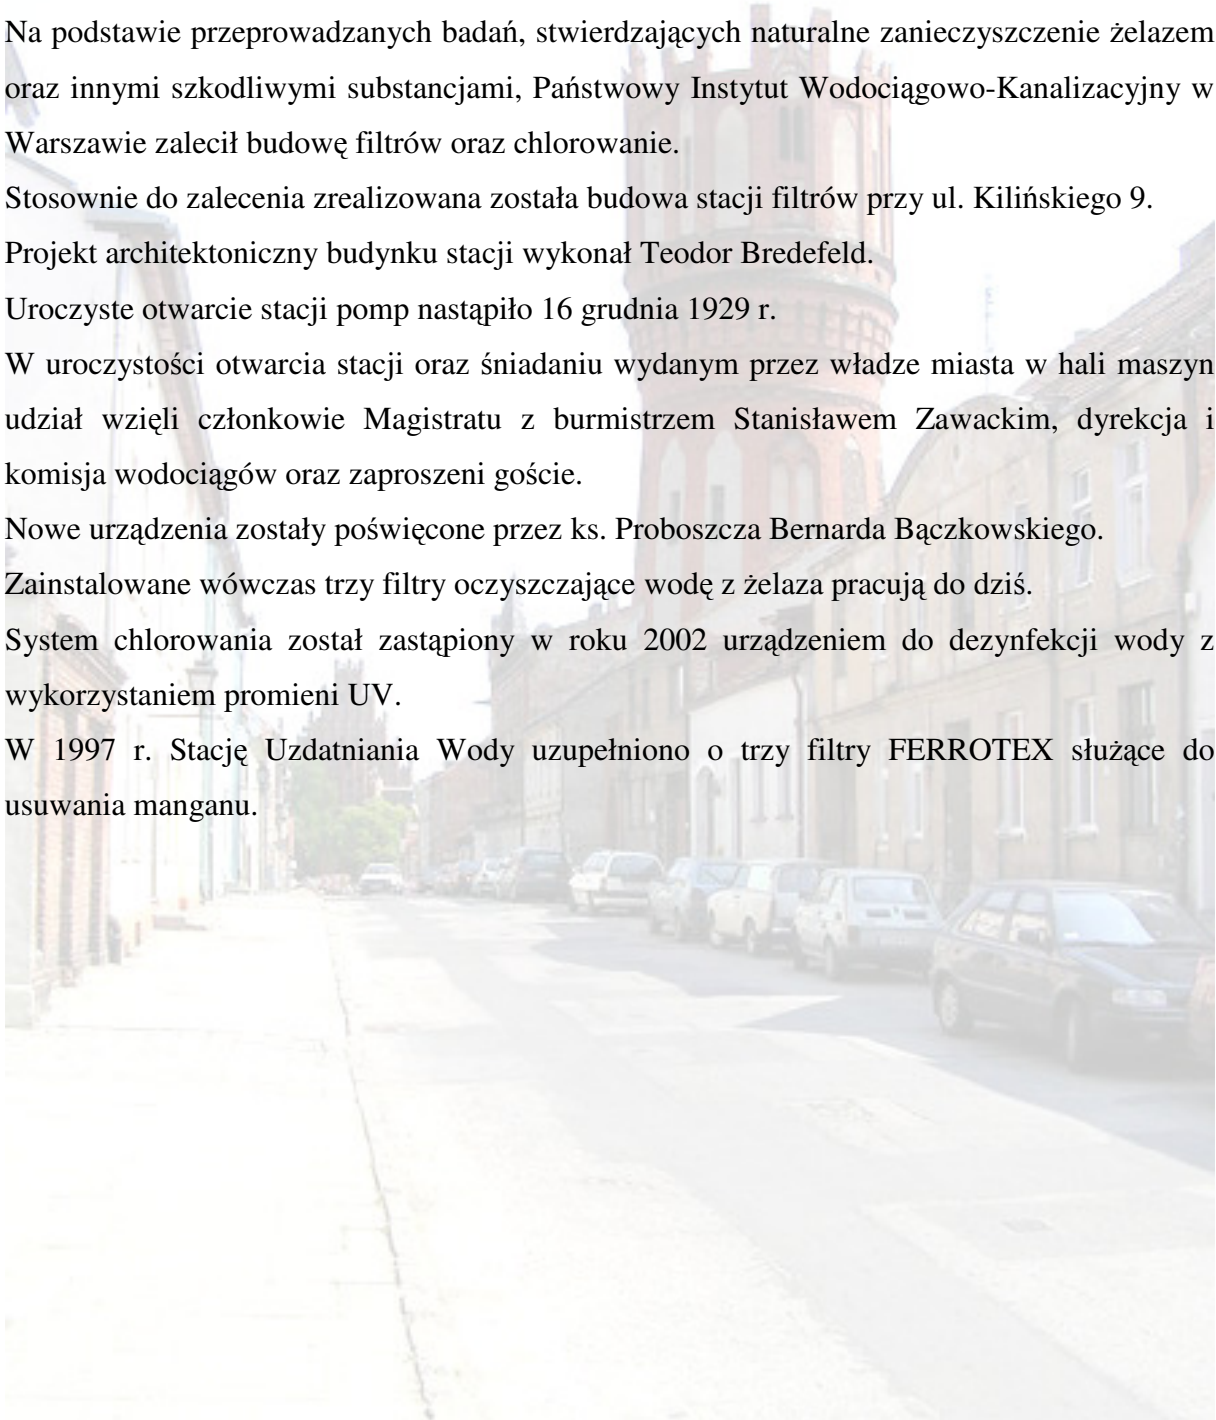 Na podstawie przeprowadzanych badań, stwierdzających naturalne zanieczyszczenie żelazem
oraz innymi szkodliwymi substancjami, Państwowy Instytut Wodociągowo-Kanalizacyjny w
Warszawie zalecił budowę filtrów oraz chlorowanie.
Stosownie do zalecenia zrealizowana została budowa stacji filtrów przy ul. Kilińskiego 9.
Projekt architektoniczny budynku stacji wykonał Teodor Bredefeld.
Uroczyste otwarcie stacji pomp nastąpiło 16 grudnia 1929 r.
W uroczystości otwarcia stacji oraz śniadaniu wydanym przez władze miasta w hali maszyn
udział wzięli członkowie Magistratu z burmistrzem Stanisławem Zawackim, dyrekcja i
komisja wodociągów oraz zaproszeni goście.
Nowe urządzenia zostały poświęcone przez ks. Proboszcza Bernarda Bączkowskiego.
Zainstalowane wówczas trzy filtry oczyszczające wodę z żelaza pracują do dziś.
System chlorowania został zastąpiony w roku 2002 urządzeniem do dezynfekcji wody z
wykorzystaniem promieni UV.
W 1997 r. Stację Uzdatniania Wody uzupełniono o trzy filtry FERROTEX służące do
usuwania manganu.